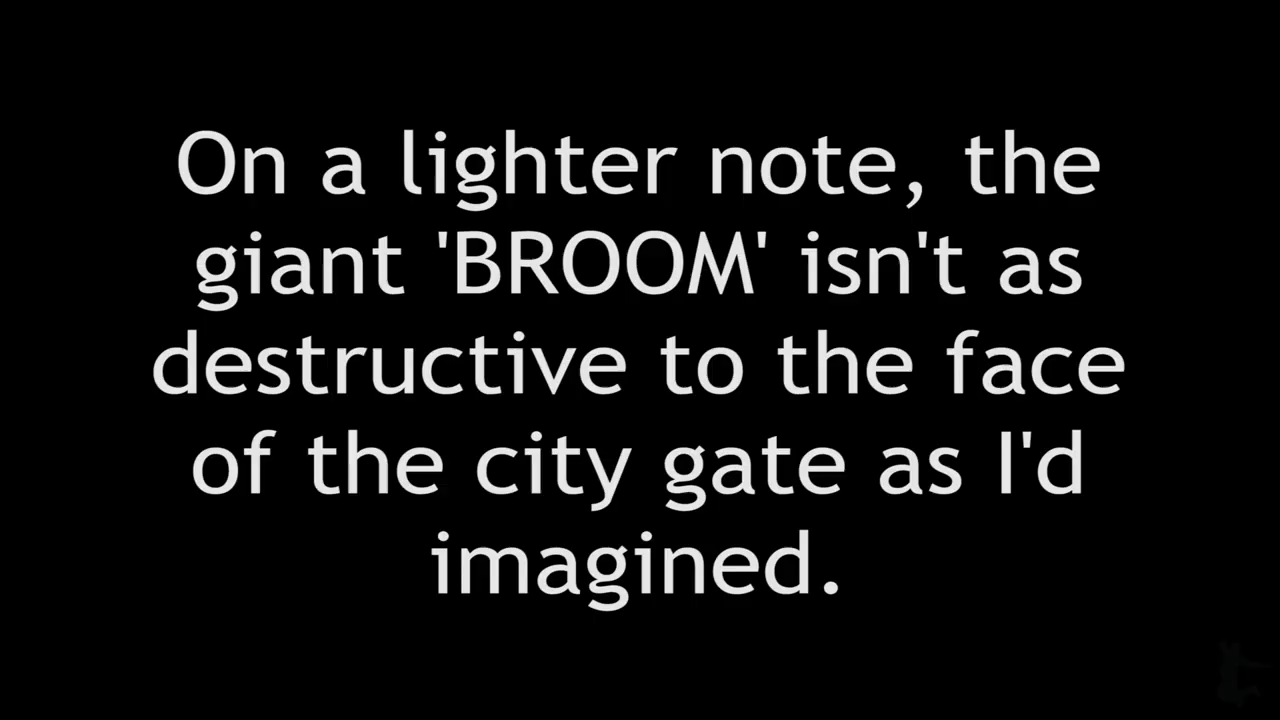 On a lighter note, the
giant 'BROOM' isn't as
destructive to the face
of the city gate as I'd
imagined.